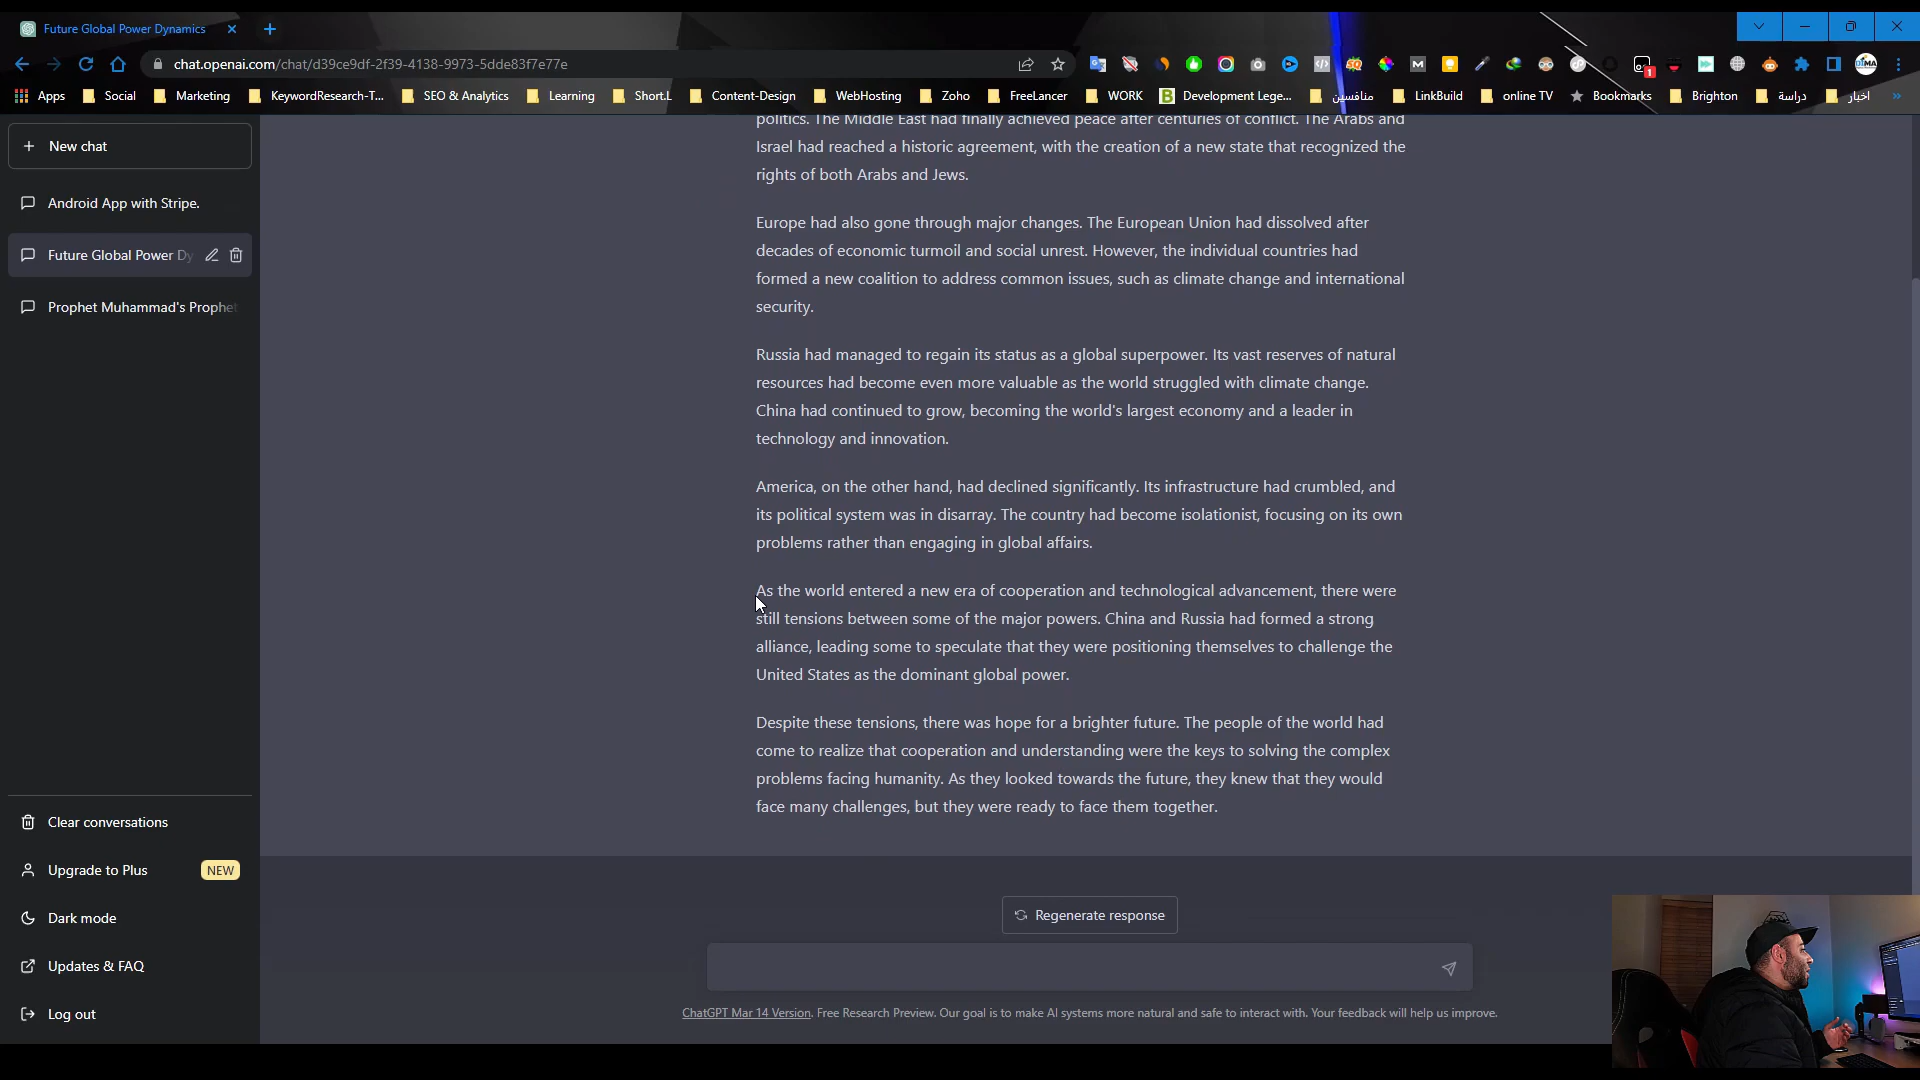 Future Global Power Dynamics
chat.openai.com/chat/d39ce9df-2f39-4138-9973-5dde83f7e77e
Apps
Social
Marketing
KeywordResearch-T...
SEO & Analytics
Learning
Short.L
Content-Design
WebHosting
Zoho
FreeLancer
WORK
Development Lege...
منافسين
LinkBuild
online TV
Bookmarks
Brighton
دراسة
اخبار
New chat
Android App with Stripe.
Future Global Power Dy
Prophet Muhammad's Prophet
politics. The Middle East had finally achieved peace after centuries of conflict. The Arabs and
Israel had reached a historic agreement, with the creation of a new state that recognized the
rights of both Arabs and Jews.
Europe had also gone through major changes. The European Union had dissolved after
decades of economic turmoil and social unrest. However, the individual countries had
formed a new coalition to address common issues, such as climate change and international
security.
Russia had managed to regain its status as a global superpower. Its vast reserves of natural
resources had become even more valuable as the world struggled with climate change.
China had continued to grow, becoming the world's largest economy and a leader in
technology and innovation.
America, on the other hand, had declined significantly. Its infrastructure had crumbled, and
its political system was in disarray. The country had become isolationist, focusing on its own
problems rather than engaging in global affairs.
As the world entered a new era of cooperation and technological advancement, there were
still tensions between some of the major powers. China and Russia had formed a strong
alliance, leading some to speculate that they were positioning themselves to challenge the
United States as the dominant global power.
Despite these tensions, there was hope for a brighter future. The people of the world had
come to realize that cooperation and understanding were the keys to solving the complex
problems facing humanity. As they looked towards the future, they knew that they would
face many challenges, but they were ready to face them together.
Clear conversations
Upgrade to Plus
NEW
Dark mode
Updates & FAQ
Log out
Regenerate response
ChatGPT Mar 14 Version. Free Research Preview. Our goal is to make AI systems more natural and safe to interact with. Your feedback will help us improve.